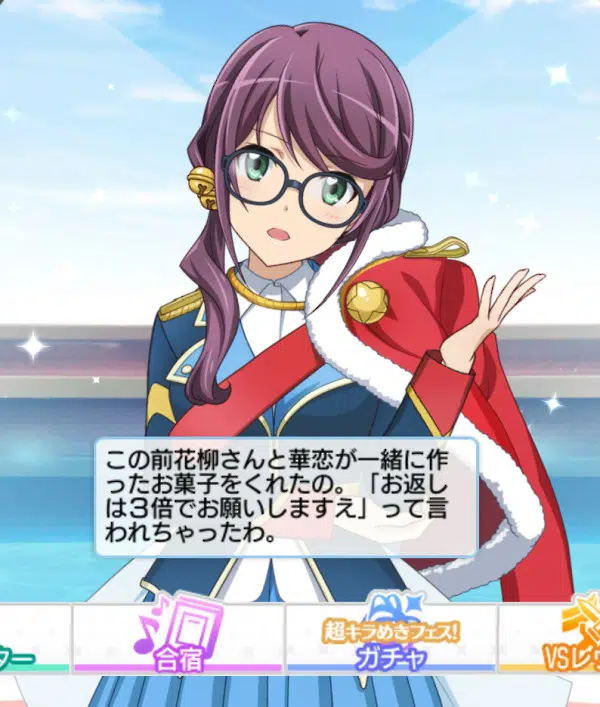 この前花柳さんと華恋が一緒に作
ったお菓子をくれたの。「お返し
は3倍でお願いしますえ」って言
われちゃったわ。
ター
合宿
超キラめきフェス!
ガチャ
VSレヴ